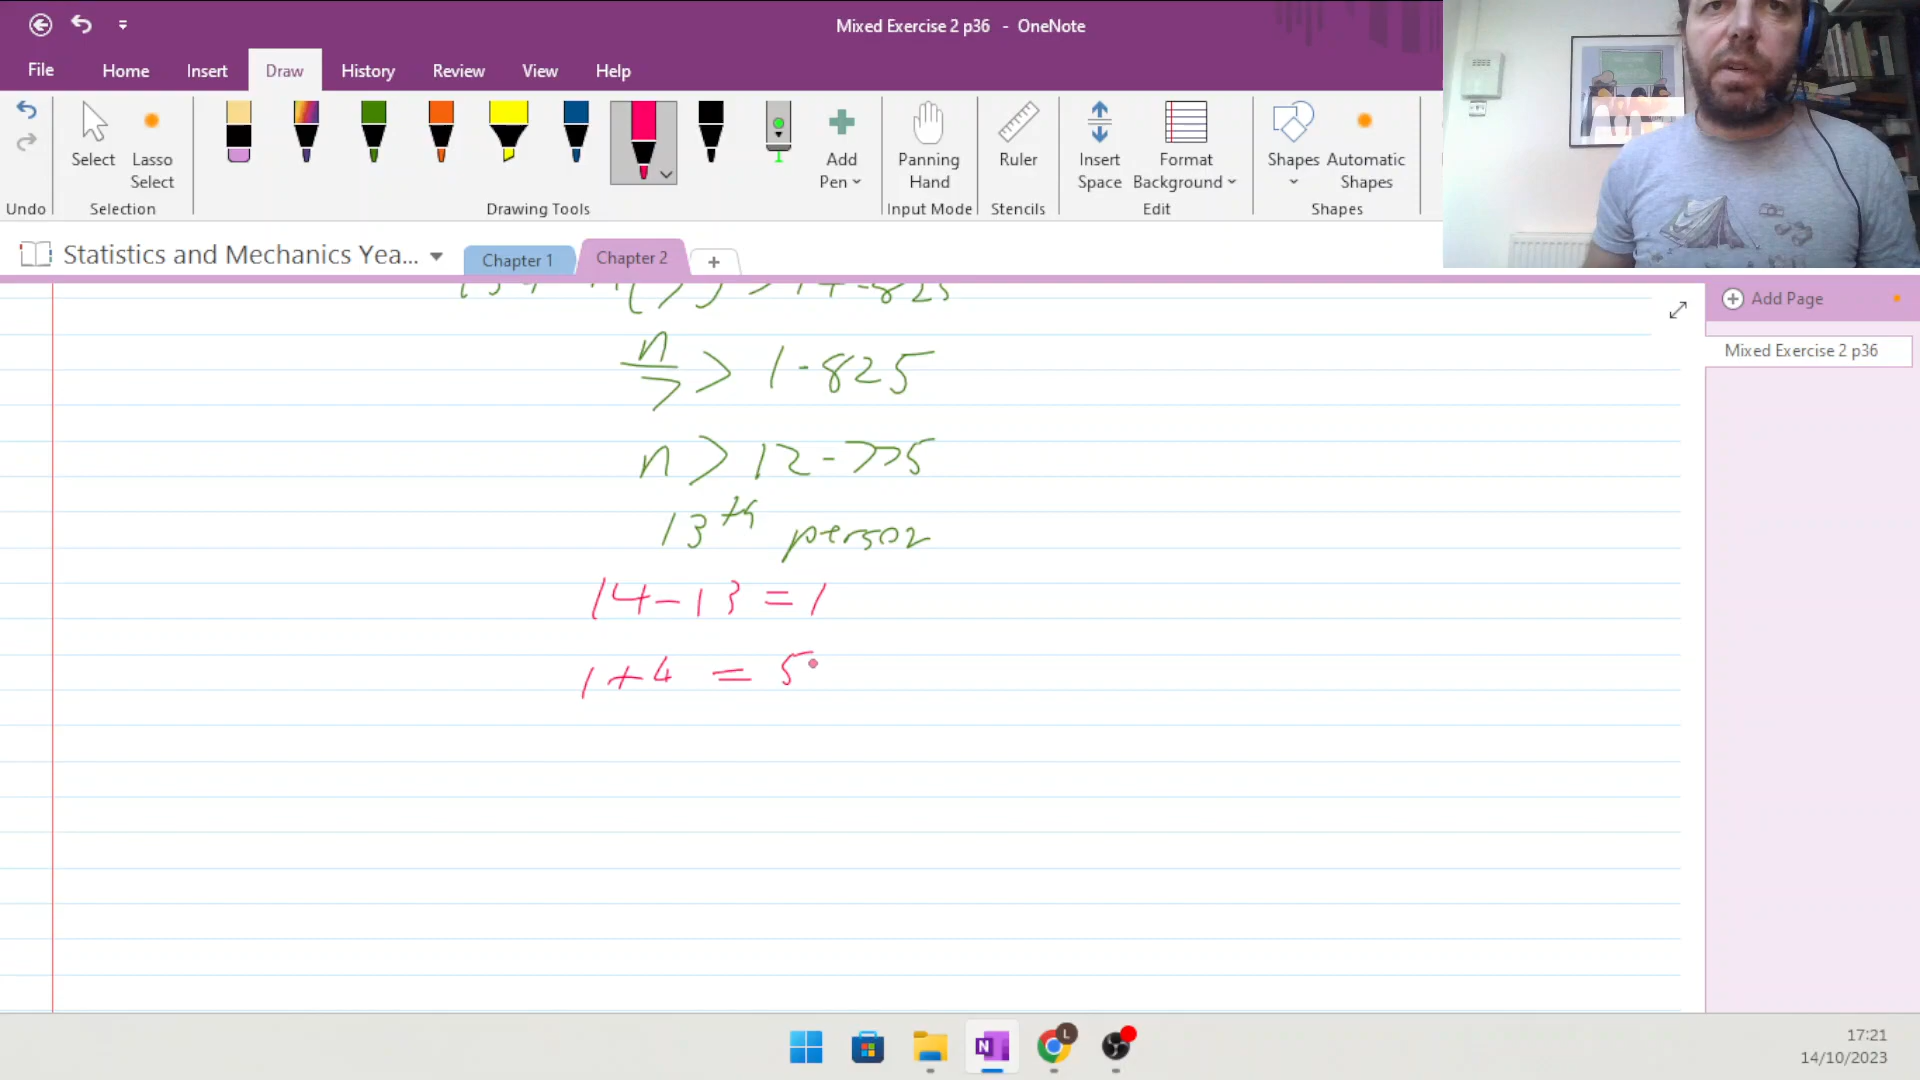 Mixed Exercise 2 p36 - OneNote
File Home Insert Draw History Review View Help
Select
Lasso Select
Add Pen
Panning Hand
Ruler
Insert Space
Format Background
Shapes
Automatic Shapes
Undo
Selection
Drawing Tools
Input Mode
Stencils
Edit
Shapes
Statistics and Mechanics Yea...
Chapter 1
Chapter 2
Add Page
Mixed Exercise 2 p36
n/7 > 1.825
n > 12.775
13th person
14-13 = 1
1+4 = 5
L
17:21
14/10/2023